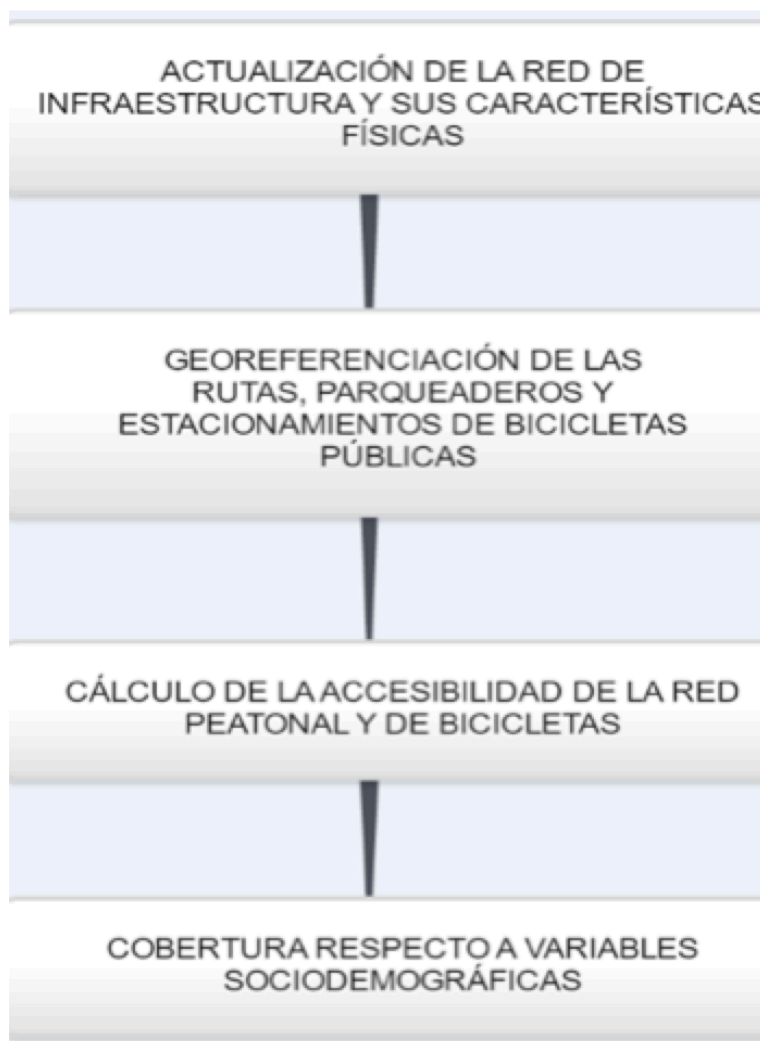 ACTUALIZACIÓN DE LA RED DE
INFRAESTRUCTURA Y SUS CARACTERÍSTICAS
FÍSICAS
GEOREFERENCIACIÓN DE LAS
RUTAS, PARQUEADEROS Y
ESTACIONAMIENTOS DE BICICLETAS
PÚBLICAS
CÁLCULO DE LA ACCESIBILIDAD DE LA RED
PEATONAL Y DE BICICLETAS
COBERTURA RESPECTO A VARIABLES
SOCIODEMOGRÁFICAS